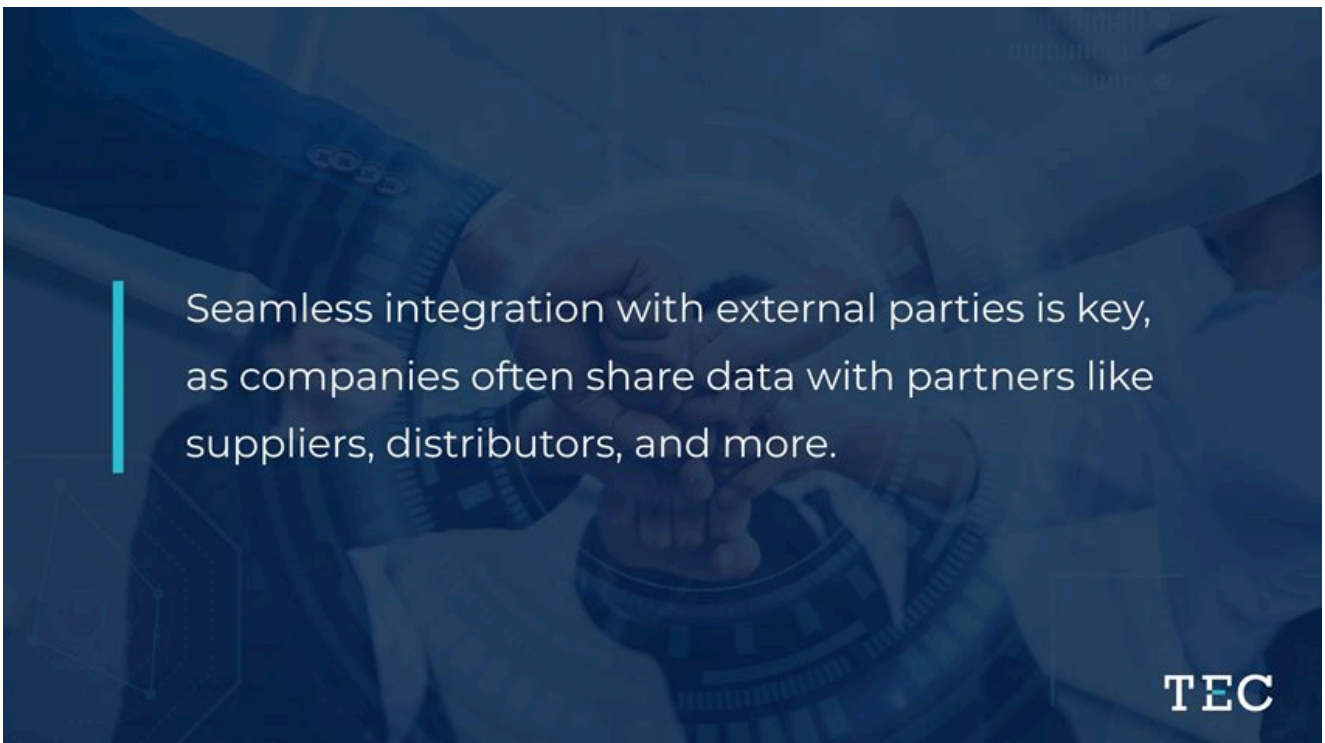 Seamless integration with external parties is key,
as companies often share data with partners like
suppliers, distributors, and more.
TEC